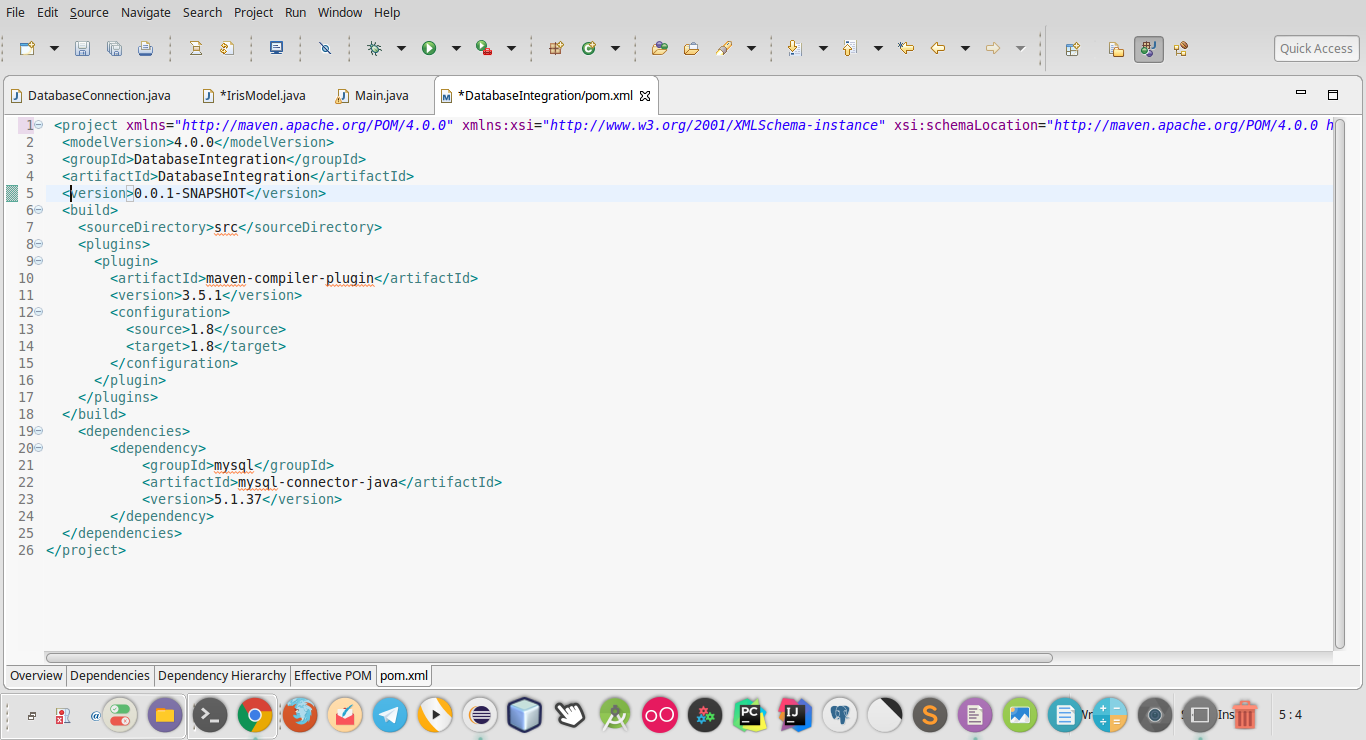 File Edit Source Navigate Search Project Run Window Help
Quick Access
DatabaseConnection.java *IrisModel.java Main.java *DatabaseIntegration/pom.xml
1 <project xmlns="http://maven.apache.org/POM/4.0.0" xmlns:xsi="http://www.w3.org/2001/XMLSchema-instance" xsi:schemaLocation="http://maven.apache.org/POM/4.0.0 h
2 <modelVersion>4.0.0</modelVersion>
3 <groupId>DatabaseIntegration</groupId>
4 <artifactId>DatabaseIntegration</artifactId>
5 <version>0.0.1-SNAPSHOT</version>
6 <build>
7 <sourceDirectory>src</sourceDirectory>
8 <plugins>
9 <plugin>
10 <artifactId>maven-compiler-plugin</artifactId>
11 <version>3.5.1</version>
12 <configuration>
13 <source>1.8</source>
14 <target>1.8</target>
15 </configuration>
16 </plugin>
17 </plugins>
18 </build>
19 <dependencies>
20 <dependency>
21 <groupId>mysql</groupId>
22 <artifactId>mysql-connector-java</artifactId>
23 <version>5.1.37</version>
24 </dependency>
25 </dependencies>
26 </project>
Overview Dependencies Dependency Hierarchy Effective POM pom.xml
@ PC IJ S Wr Ins 5 : 4